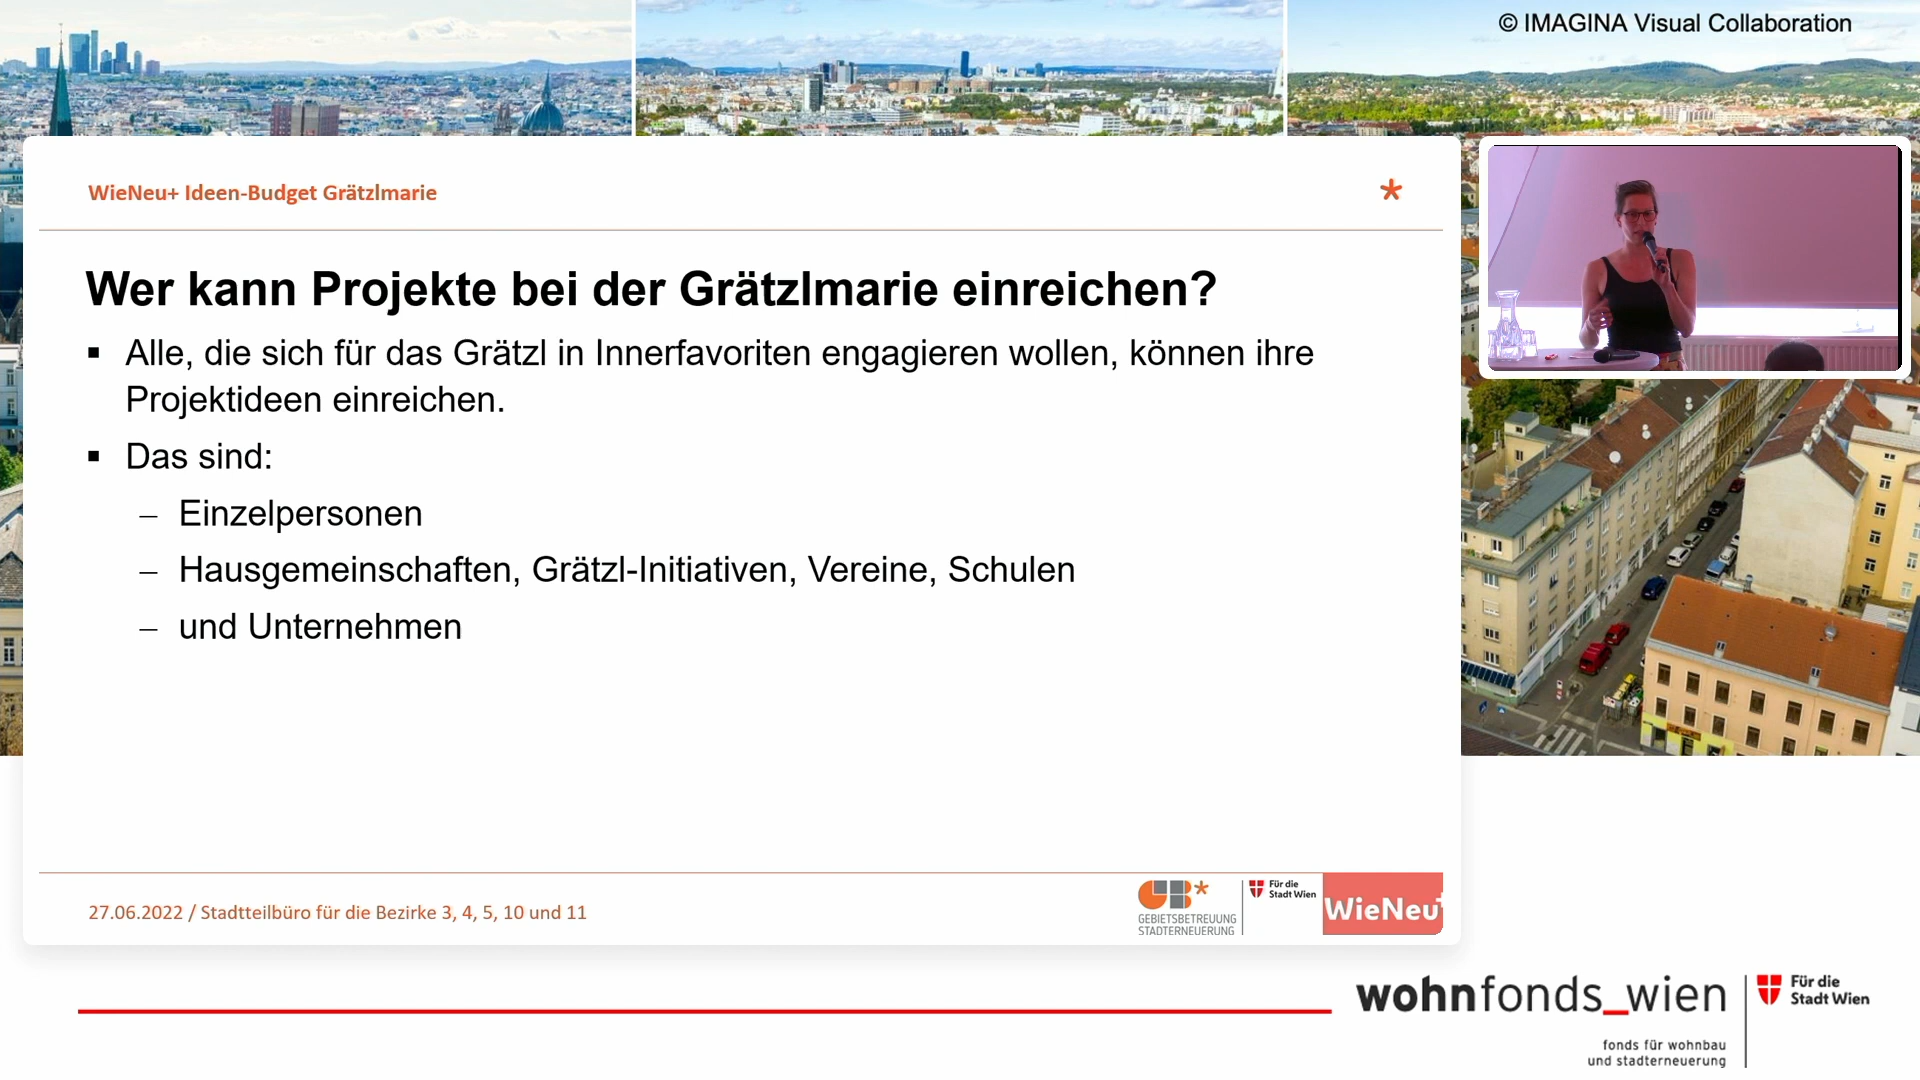 © IMAGINA Visual Collaboration
WieNeu+ Ideen-Budget Grätzlmarie
*
Wer kann Projekte bei der Grätzlmarie einreichen?
▪ Alle, die sich für das Grätzl in Innerfavoriten engagieren wollen, können ihre
Projektideen einreichen.
▪ Das sind:
– Einzelpersonen
– Hausgemeinschaften, Grätzl-Initiativen, Vereine, Schulen
– und Unternehmen
27.06.2022 / Stadtteilbüro für die Bezirke 3, 4, 5, 10 und 11
GB*
GEBIETSBETREUUNG
STADTERNEUERUNG
Für die
Stadt Wien
WieNeu+
wohnfonds_wien
fonds für wohnbau
und stadterneuerung
Für die
Stadt Wien